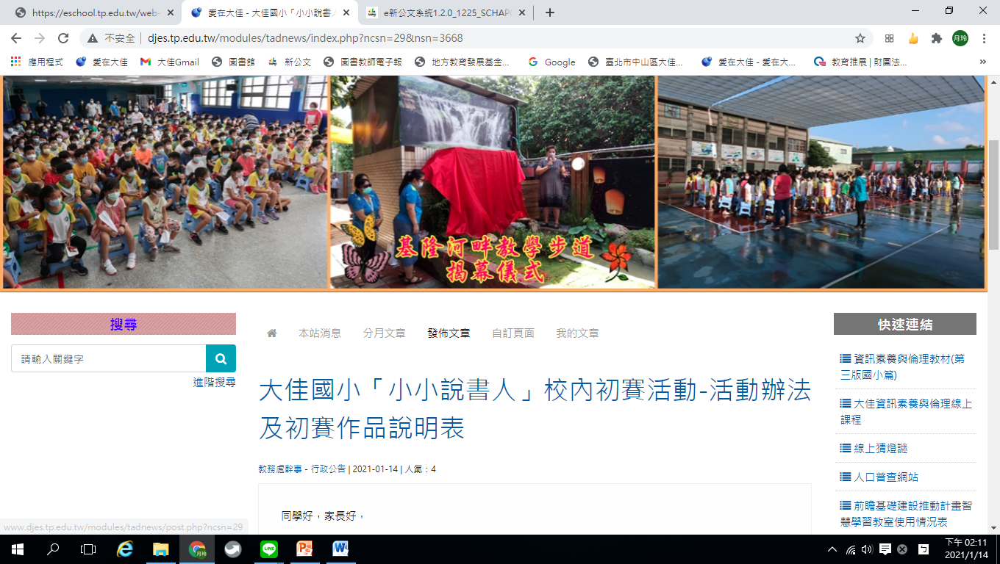 https://eschool.tp.edu.tw/web-
愛在大佳 - 大佳國小「小小說書人
e新公文系統1.2.0_1225_SCHAP
不安全
djes.tp.edu.tw/modules/tadnews/index.php?ncsn=29&nsn=3668
月玲
應用程式
愛在大佳
大佳Gmail
圖書館
新公文
圖書教師電子報
地方教育發展基金...
Google
臺北市中山區大佳...
愛在大佳 - 愛在大...
教育推展 | 財團法...
基隆河畔教學步道
揭幕儀式
搜尋
請輸入關鍵字
進階搜尋
本站消息
分月文章
發佈文章
自訂頁面
我的文章
大佳國小「小小說書人」校內初賽活動-活動辦法
及初賽作品說明表
教務處幹事 - 行政公告 | 2021-01-14 | 人氣：4
同學好，家長好，
快速連結
資訊素養與倫理教材(第
三版國小篇)
大佳資訊素養與倫理線上
課程
線上猜燈謎
人口普查網站
前瞻基礎建設推動計畫智
慧學習教室使用情況表
www.djes.tp.edu.tw/modules/tadnews/post.php?ncsn=29
月玲
LINE
下午 02:11
2021/1/14